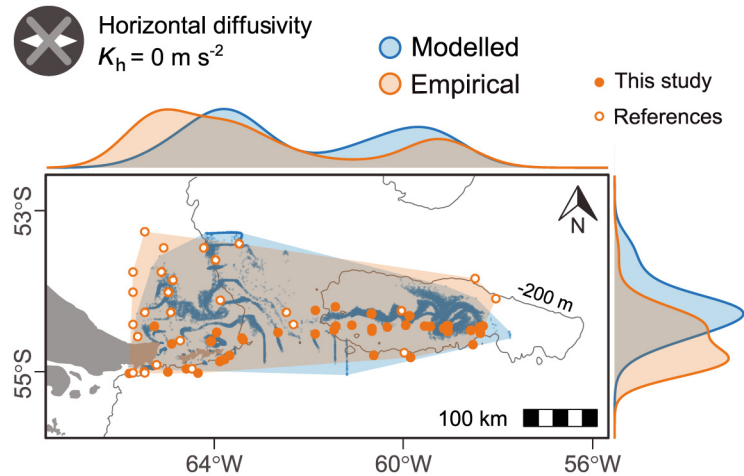 Horizontal diffusivity
Kh = 0 m s-2
Modelled
Empirical
This study
References
53°S
55°S
N
-200 m
100 km
64°W
60°W
56°W